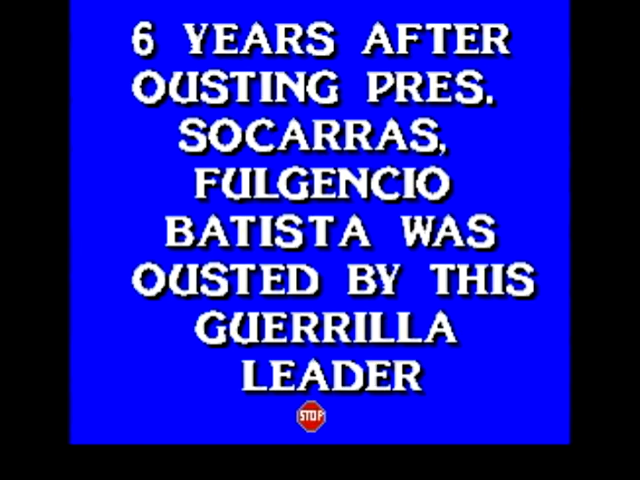 6 YEARS AFTER
OUSTING PRES.
SOCARRAS,
FULGENCIO
BATISTA WAS
OUSTED BY THIS
GUERRILLA
LEADER
STOP